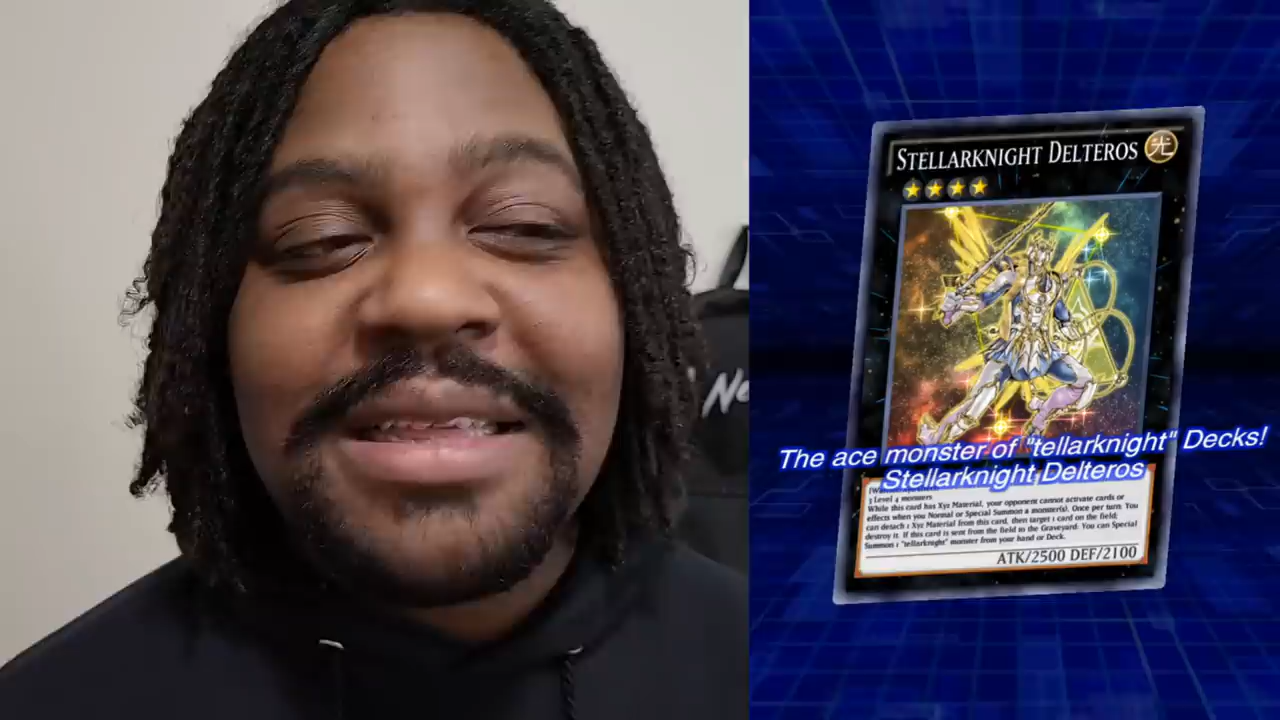 Ne
STELLARKNIGHT DELTEROS
光
The ace monster of "tellarknight" Decks!
Stellarknight Delteros
3 Level 4 monsters
While this card has Xyz Material, your opponent cannot activate cards or
effects when you Normal or Special Summon a monster(s). Once per turn: You
can detach 1 Xyz Material from this card, then target 1 card on the field;
destroy it. If this card is sent from the field to the Graveyard: You can Special
Summon 1 "tellarknight" monster from your hand or Deck.
ATK/2500 DEF/2100